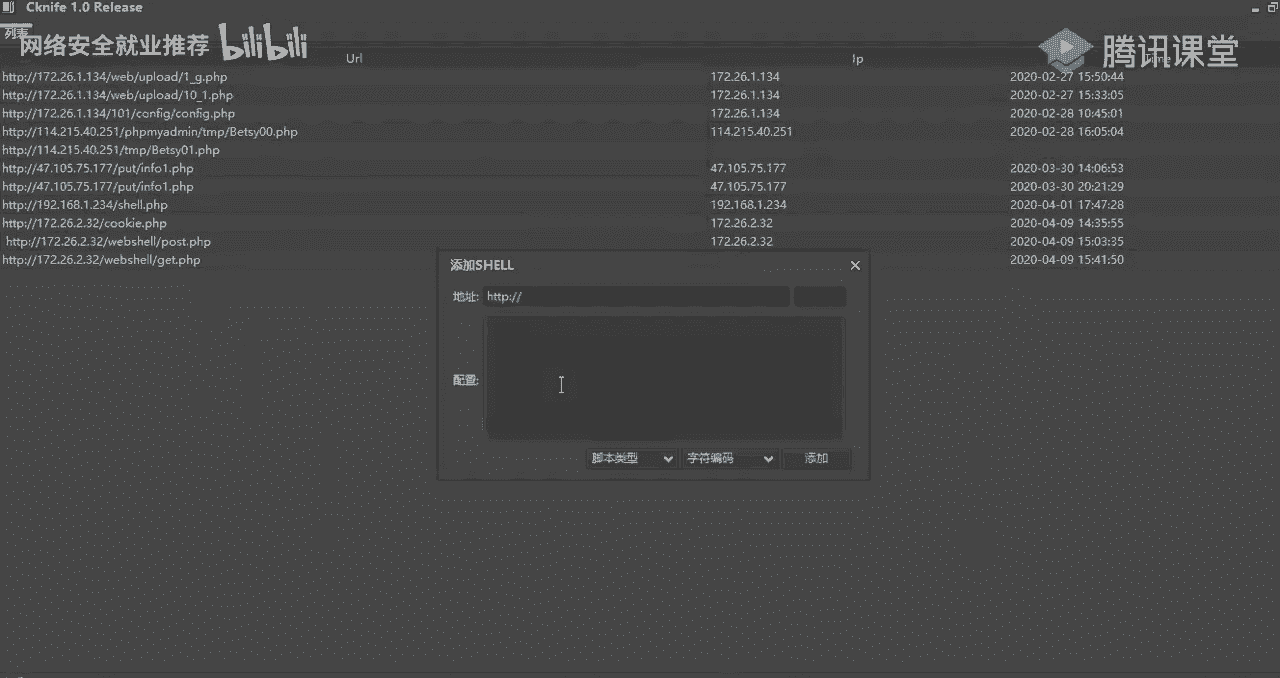 Cknife 1.0 Release
列表
网络安全就业推荐 bilibili
腾讯课堂
Url Ip Time
http://172.26.1.134/web/upload/1_g.php 172.26.1.134 2020-02-27 15:50:44
http://172.26.1.134/web/upload/10_1.php 172.26.1.134 2020-02-27 15:33:05
http://172.26.1.134/101/config/config.php 172.26.1.134 2020-02-28 10:45:01
http://114.215.40.251/phpmyadmin/tmp/Betsy00.php 114.215.40.251 2020-02-28 16:05:04
http://114.215.40.251/tmp/Betsy01.php
http://47.105.75.177/put/info1.php 47.105.75.177 2020-03-30 14:06:53
http://47.105.75.177/put/info1.php 47.105.75.177 2020-03-30 20:21:29
http://192.168.1.234/shell.php 192.168.1.234 2020-04-01 17:47:28
http://172.26.2.32/cookie.php 172.26.2.32 2020-04-09 14:35:55
http://172.26.2.32/webshell/post.php 172.26.2.32 2020-04-09 15:03:35
http://172.26.2.32/webshell/get.php 2020-04-09 15:41:50
添加SHELL
地址: http://
配置:
脚本类型 字符编码 添加